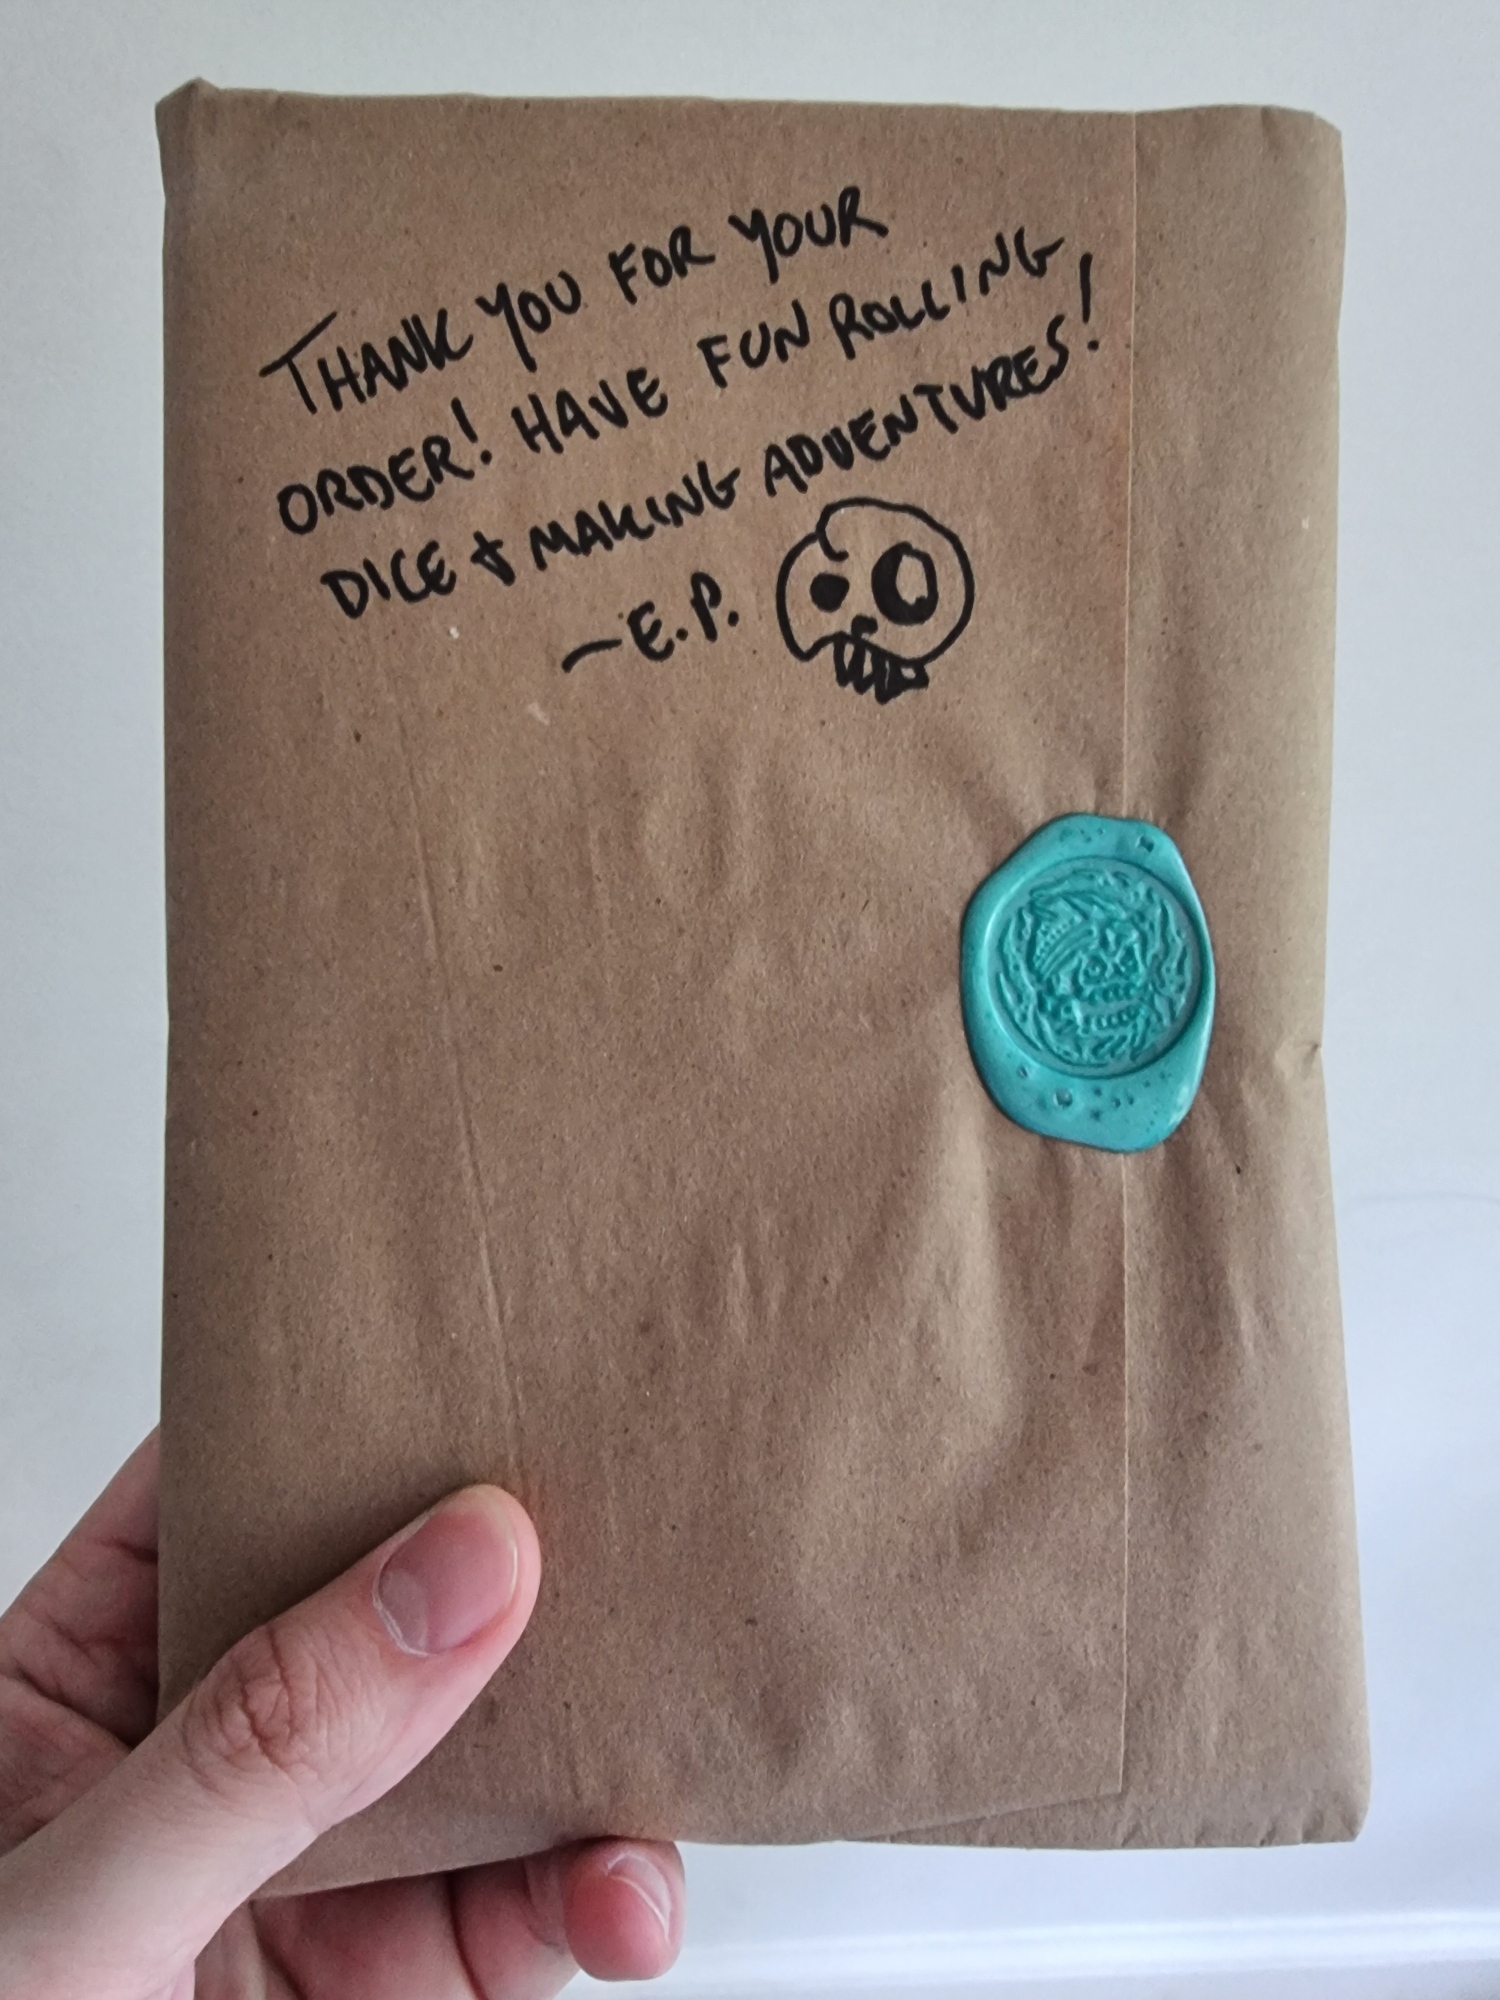 THANK YOU FOR YOUR
ORDER! HAVE FUN ROLLING
DICE & MAKING ADVENTURES!
—E.P.